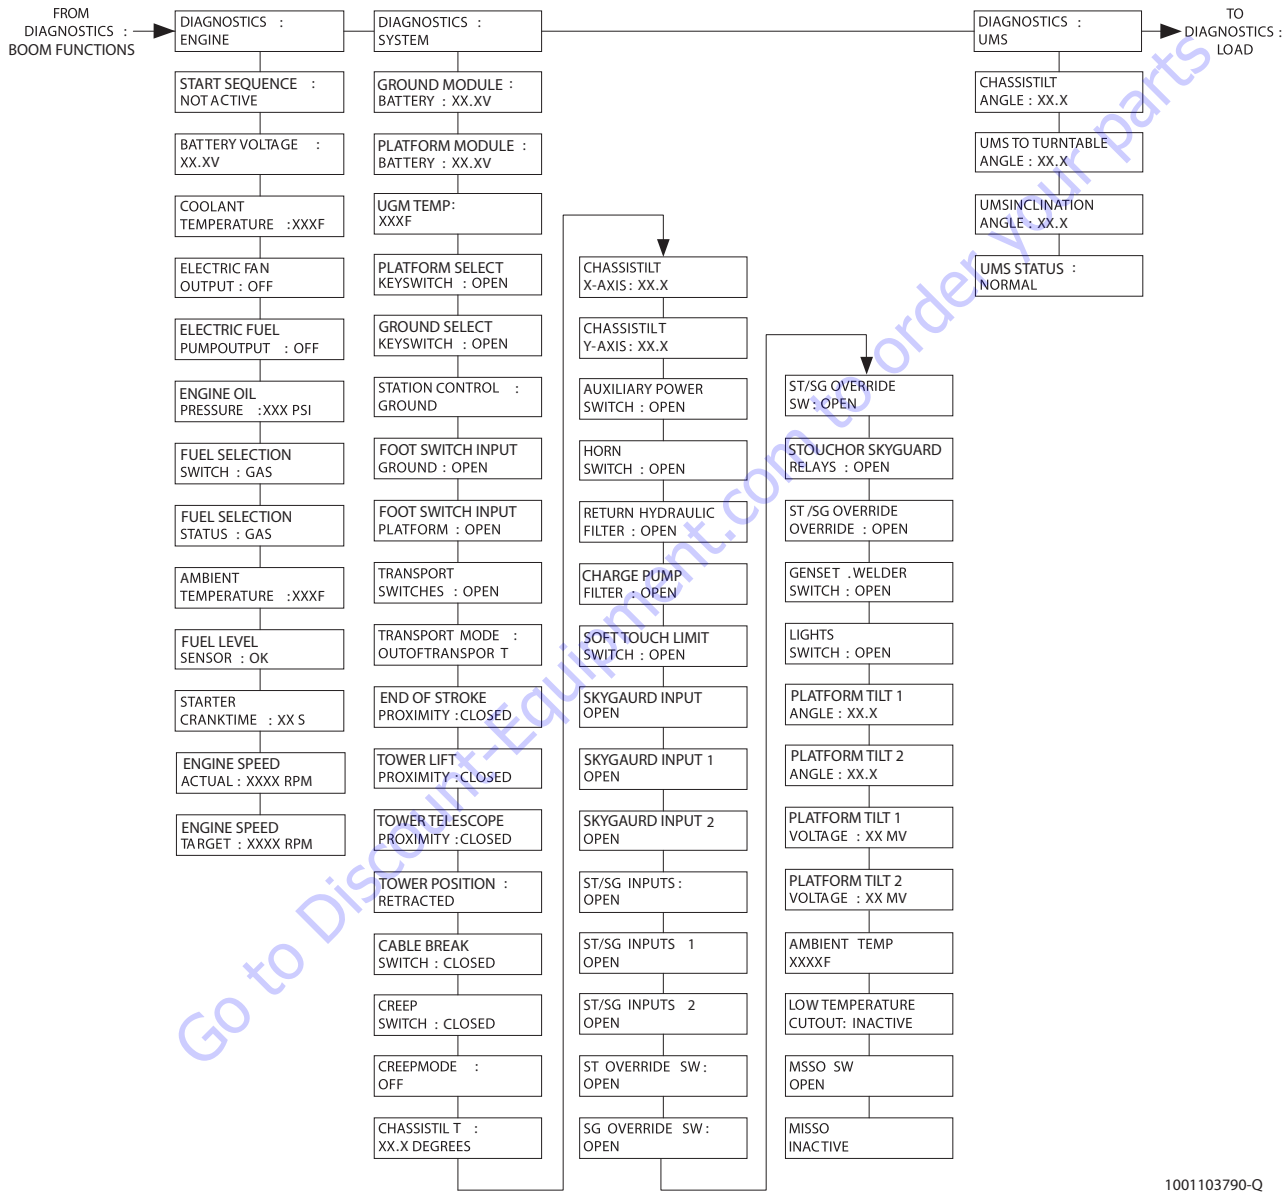 FROM
DIAGNOSTICS :
BOOM FUNCTIONS
DIAGNOSTICS :
ENGINE
START SEQUENCE :
NOT ACTIVE
BATTERY VOLTAGE :
XX.XV
COOLANT
TEMPERATURE :XXXF
ELECTRIC FAN
OUTPUT : OFF
ELECTRIC FUEL
PUMPOUTPUT : OFF
ENGINE OIL
PRESSURE :XXX PSI
FUEL SELECTION
SWITCH : GAS
FUEL SELECTION
STATUS : GAS
AMBIENT
TEMPERATURE :XXXF
FUEL LEVEL
SENSOR : OK
STARTER
CRANKTIME : XX S
ENGINE SPEED
ACTUAL : XXXX RPM
ENGINE SPEED
TARGET : XXXX RPM
DIAGNOSTICS :
SYSTEM
GROUND MODULE :
BATTERY : XX.XV
PLATFORM MODULE :
BATTERY : XX.XV
UGM TEMP:
XXXF
PLATFORM SELECT
KEYSWITCH : OPEN
GROUND SELECT
KEYSWITCH : OPEN
STATION CONTROL :
GROUND
FOOT SWITCH INPUT
GROUND : OPEN
FOOT SWITCH INPUT
PLATFORM : OPEN
TRANSPORT
SWITCHES : OPEN
TRANSPORT MODE :
OUTOFTRANSPOR T
END OF STROKE
PROXIMITY :CLOSED
TOWER LIFT
PROXIMITY :CLOSED
TOWER TELESCOPE
PROXIMITY :CLOSED
TOWER POSITION :
RETRACTED
CABLE BREAK
SWITCH : CLOSED
CREEP
SWITCH : CLOSED
CREEPMODE :
OFF
CHASSISTIL T :
XX.X DEGREES
CHASSISTILT
X-AXIS : XX.X
CHASSISTILT
Y-AXIS : XX.X
AUXILIARY POWER
SWITCH : OPEN
HORN
SWITCH : OPEN
RETURN HYDRAULIC
FILTER : OPEN
CHARGE PUMP
FILTER : OPEN
SOFT TOUCH LIMIT
SWITCH : OPEN
SKYGAURD INPUT
OPEN
SKYGAURD INPUT 1
OPEN
SKYGAURD INPUT 2
OPEN
ST/SG INPUTS :
OPEN
ST/SG INPUTS 1
OPEN
ST/SG INPUTS 2
OPEN
ST OVERRIDE SW :
OPEN
SG OVERRIDE SW :
OPEN
ST/SG OVERRIDE
SW : OPEN
STOUCHOR SKYGUARD
RELAYS : OPEN
ST /SG OVERRIDE
OVERRIDE : OPEN
GENSET .WELDER
SWITCH : OPEN
LIGHTS
SWITCH : OPEN
PLATFORM TILT 1
ANGLE : XX.X
PLATFORM TILT 2
ANGLE : XX.X
PLATFORM TILT 1
VOLTAGE : XX MV
PLATFORM TILT 2
VOLTAGE : XX MV
AMBIENT TEMP
XXXXF
LOW TEMPERATURE
CUTOUT: INACTIVE
MSSO SW
OPEN
MISSO
INACTIVE
DIAGNOSTICS :
UMS
CHASSISTILT
ANGLE : XX.X
UMS TO TURNTABLE
ANGLE : XX.X
UMSINCLINATION
ANGLE : XX.X
UMS STATUS :
NORMAL
TO
DIAGNOSTICS :
LOAD
Go to Discount-Equipment.com to order your parts
1001103790-Q